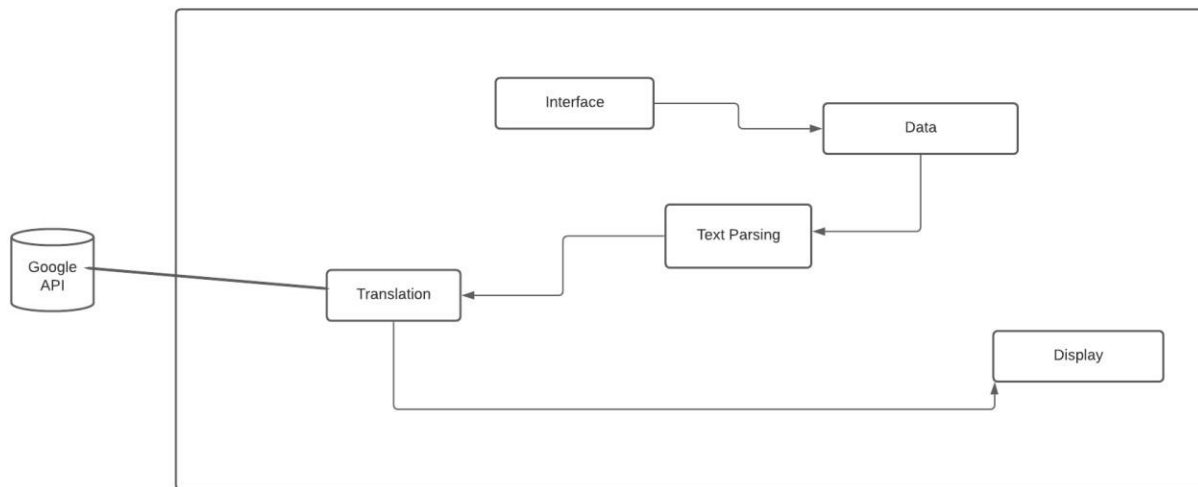 Interface
Data
Text Parsing
Google
API
Translation
Display